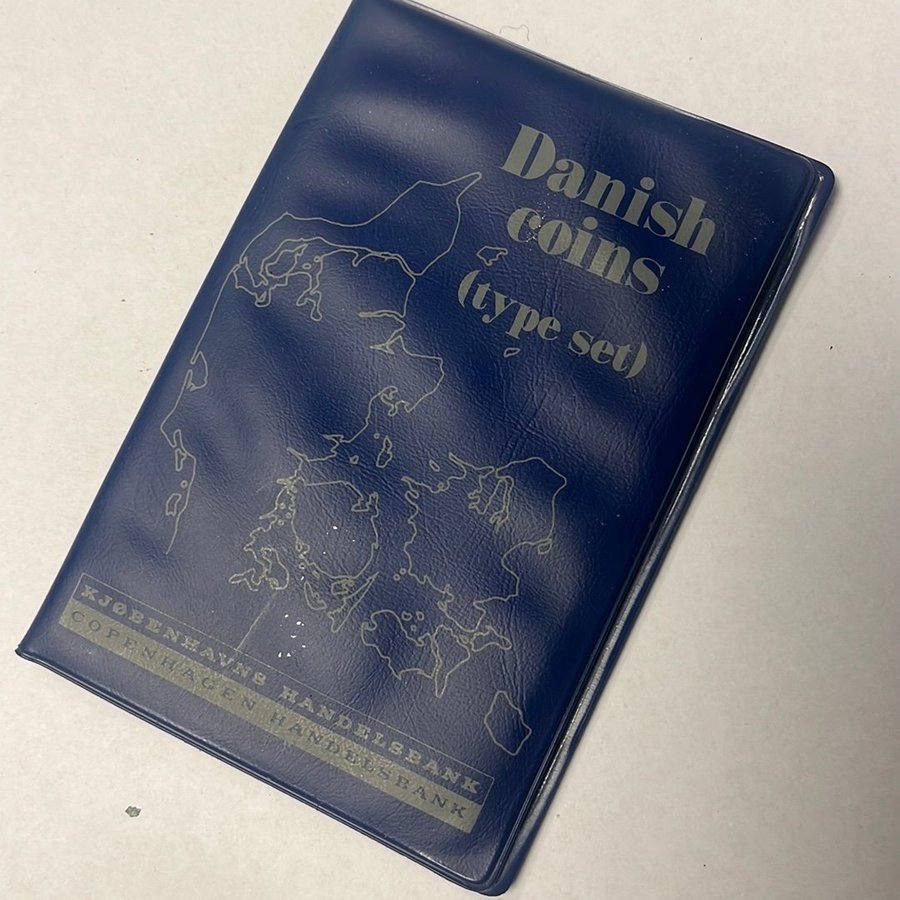 Danish
coins
(type set)
KJØBENHAVNS HANDELSBANK
COPENHAGEN HANDELSBANK